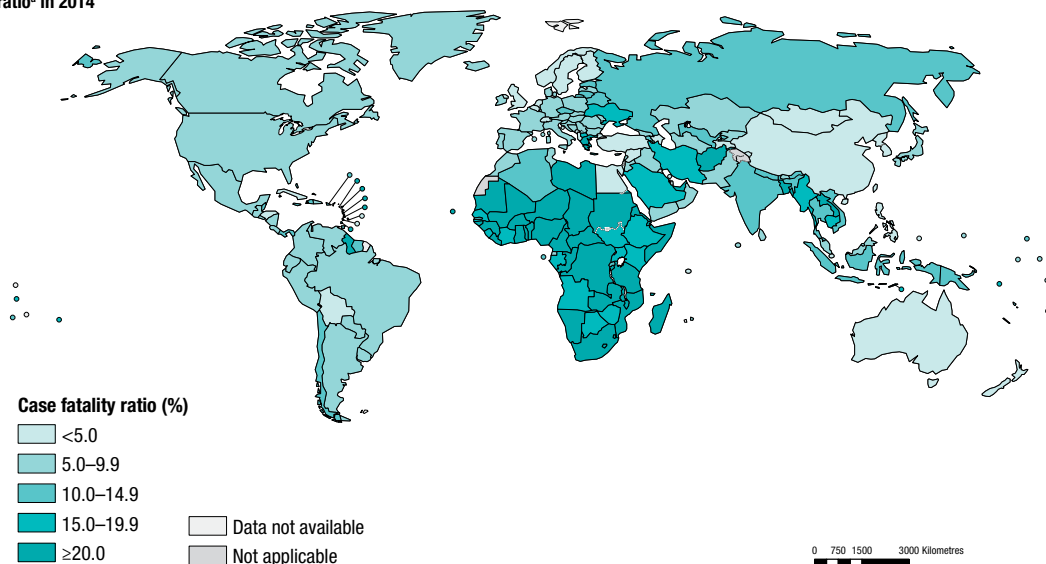 ratioª in 2014
Case fatality ratio (%)
<5.0
5.0–9.9
10.0–14.9
15.0–19.9
≥20.0
Data not available
Not applicable
0 750 1500 3000 Kilometres